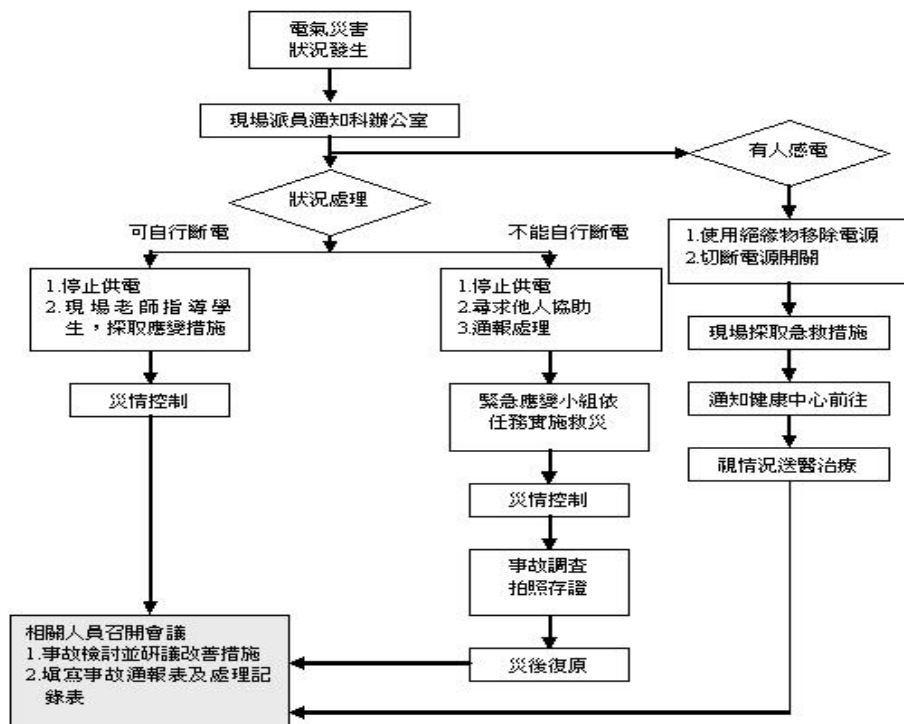 電氣災害
狀況發生
現場派員通知科辦公室
有人感電
狀況處理
可自行斷電
不能自行斷電
1.使用絕緣物移除電源
2.切斷電源開關
1.停止供電
2.現場老師指導學
生，採取應變措施
1.停止供電
2.尋求他人協助
3.通報處理
現場採取急救措施
災情控制
緊急應變小組依
任務實施救災
通知健康中心前往
視情況送醫治療
災情控制
事故調查
拍照存證
相關人員召開會議
1.事故檢討並研議改善措施
2.填寫事故通報表及處理記
錄表
災後復原